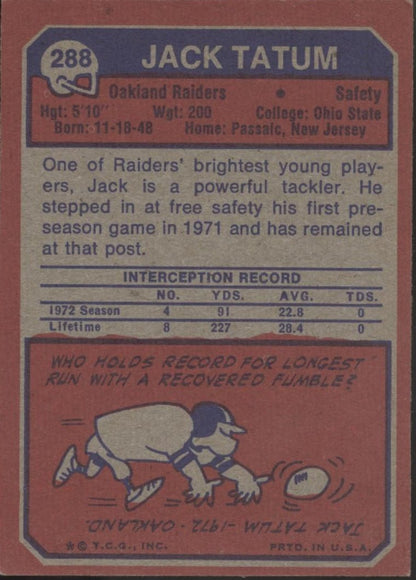 288 JACK TATUM
Oakland Raiders • Safety
Hgt: 5'10" Wgt: 200 College: Ohio State
Born: 11-18-48 Home: Passaic, New Jersey
One of Raiders' brightest young play-
ers, Jack is a powerful tackler. He
stepped in at free safety his first pre-
season game in 1971 and has remained
at that post.
INTERCEPTION RECORD
NO. YDS. AVG. TDS.
1972 Season 4 91 22.8 0
Lifetime 8 227 28.4 0
WHO HOLDS RECORD FOR LONGEST
RUN WITH A RECOVERED FUMBLE?
JACK TATUM-1972-OAKLAND.
* © T.C.G., INC. PRTD. IN U.S.A.